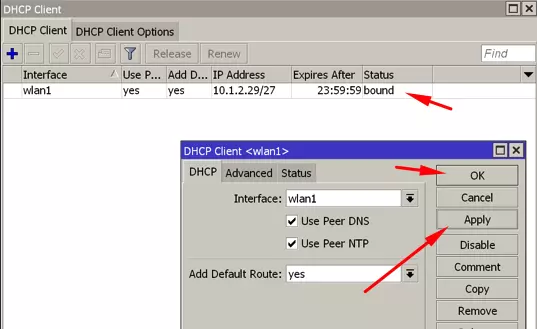 DHCP Client
DHCP Client DHCP Client Options
Release Renew Find
Interface Use P... Add D... IP Address Expires After Status
wlan1 yes yes 10.1.2.29/27 23:59:59 bound
DHCP Client <wlan1>
DHCP Advanced Status
OK
Interface: wlan1
Cancel
Use Peer DNS
Apply
Use Peer NTP
Disable
Add Default Route: yes
Comment
Copy
Remove